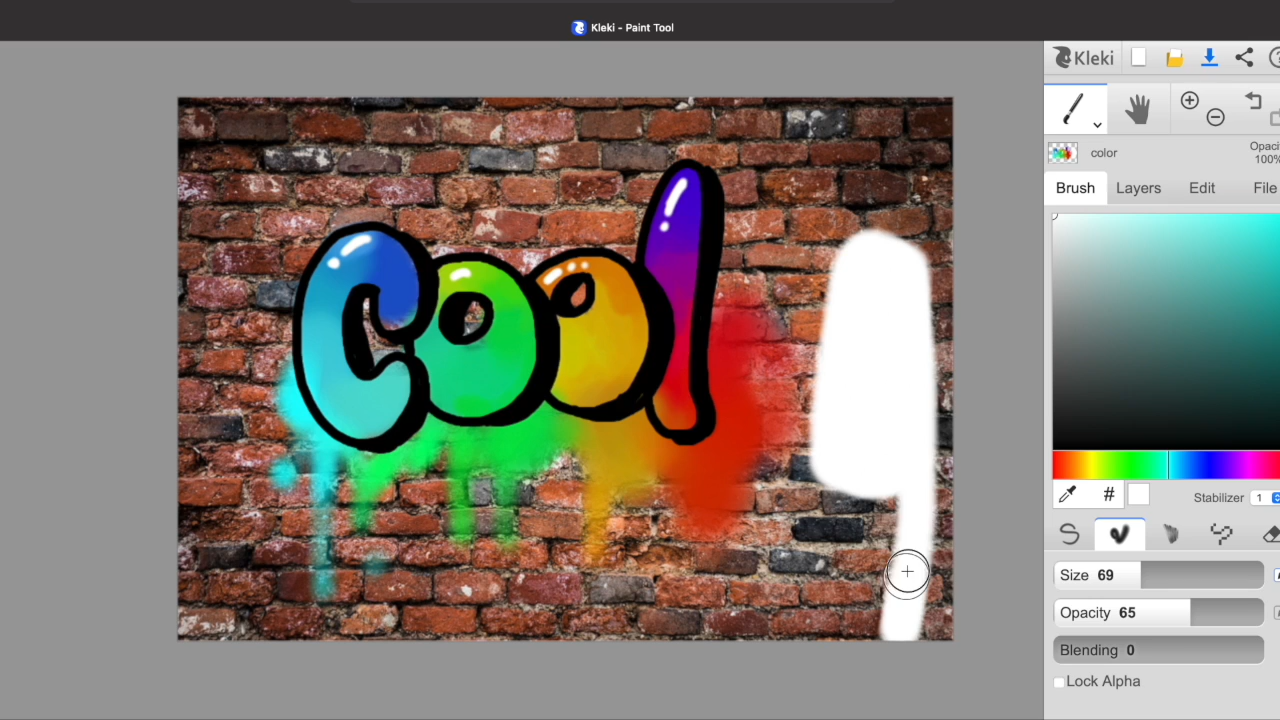 Kleki - Paint Tool
Kleki
color
100%
Brush Layers Edit File
Cool
# Stabilizer 1
Size 69
Opacity 65
Blending 0
Lock Alpha